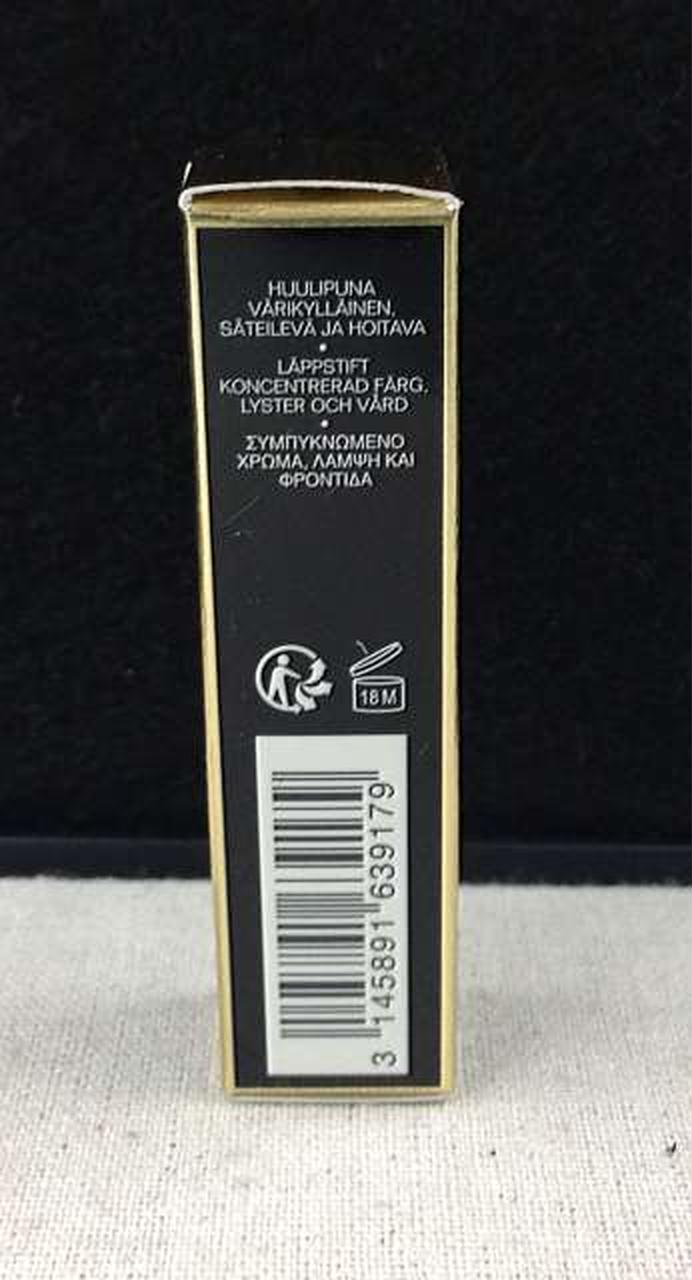 HUULIPUNA
VÄRIKYLLÄINEN,
SÄTEILEVÄ JA HOITAVA
•
LÄPPSTIFT
KONCENTRERAD FÄRG,
LYSTER OCH VÅRD
•
ΣΥΜΠΥΚΝΩΜΕΝΟ
ΧΡΩΜΑ, ΛΑΜΨΗ ΚΑΙ
ΦΡΟΝΤΙΔΑ
18M
3 145891 639179